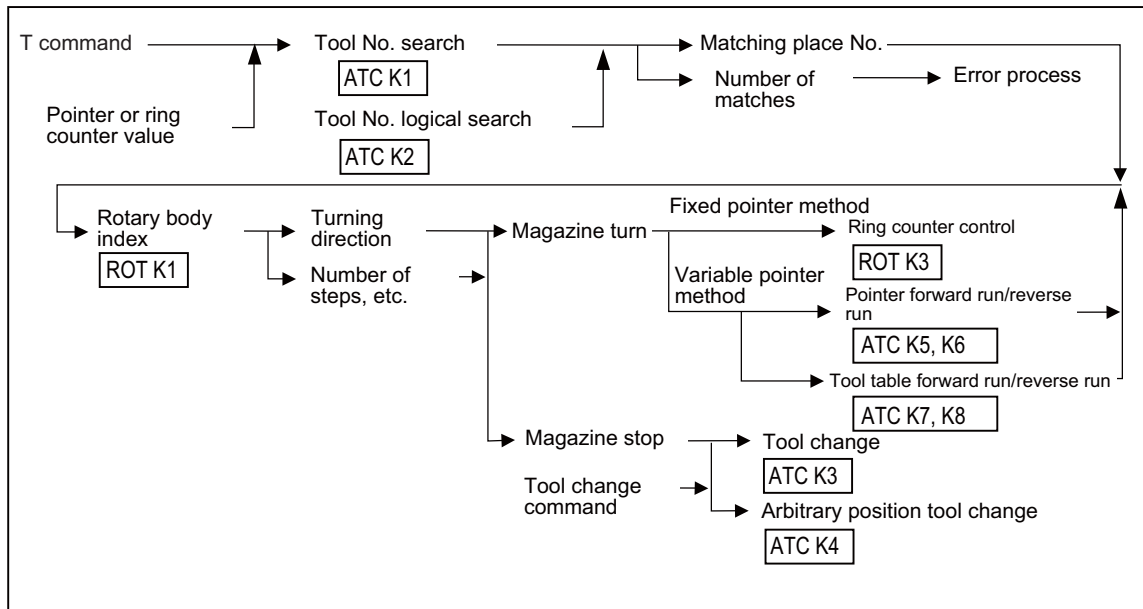 T command
Tool No. search
Matching place No.
ATC K1
Number of
matches
Error process
Pointer or ring
counter value
Tool No. logical search
ATC K2
Fixed pointer method
Rotary body
index
ROT K1
Turning
direction
Magazine turn
Ring counter control
ROT K3
Number of
steps, etc.
Variable pointer
method
Pointer forward run/reverse
run
ATC K5, K6
Tool table forward run/reverse run
ATC K7, K8
Magazine stop
Tool change
ATC K3
Tool change
command
Arbitrary position tool change
ATC K4